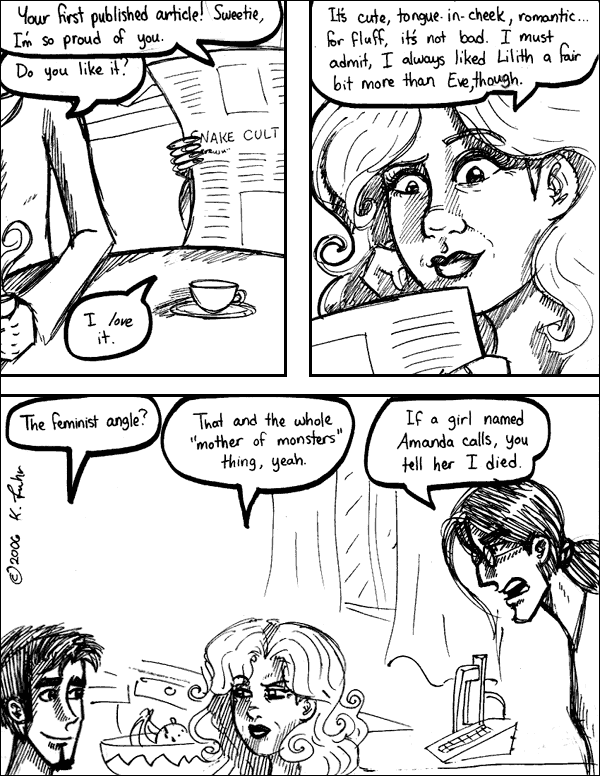 Your first published article! Sweetie,
I'm so proud of you.
Do you like it?
SNAKE CULT
I love
it.
It's cute, tongue-in-cheek, romantic...
for fluff, it's not bad. I must
admit, I always liked Lilith a fair
bit more than Eve, though.
The feminist angle?
That and the whole
"mother of monsters"
thing, yeah.
If a girl named
Amanda calls, you
tell her I died.
©2006 K. Fuhr